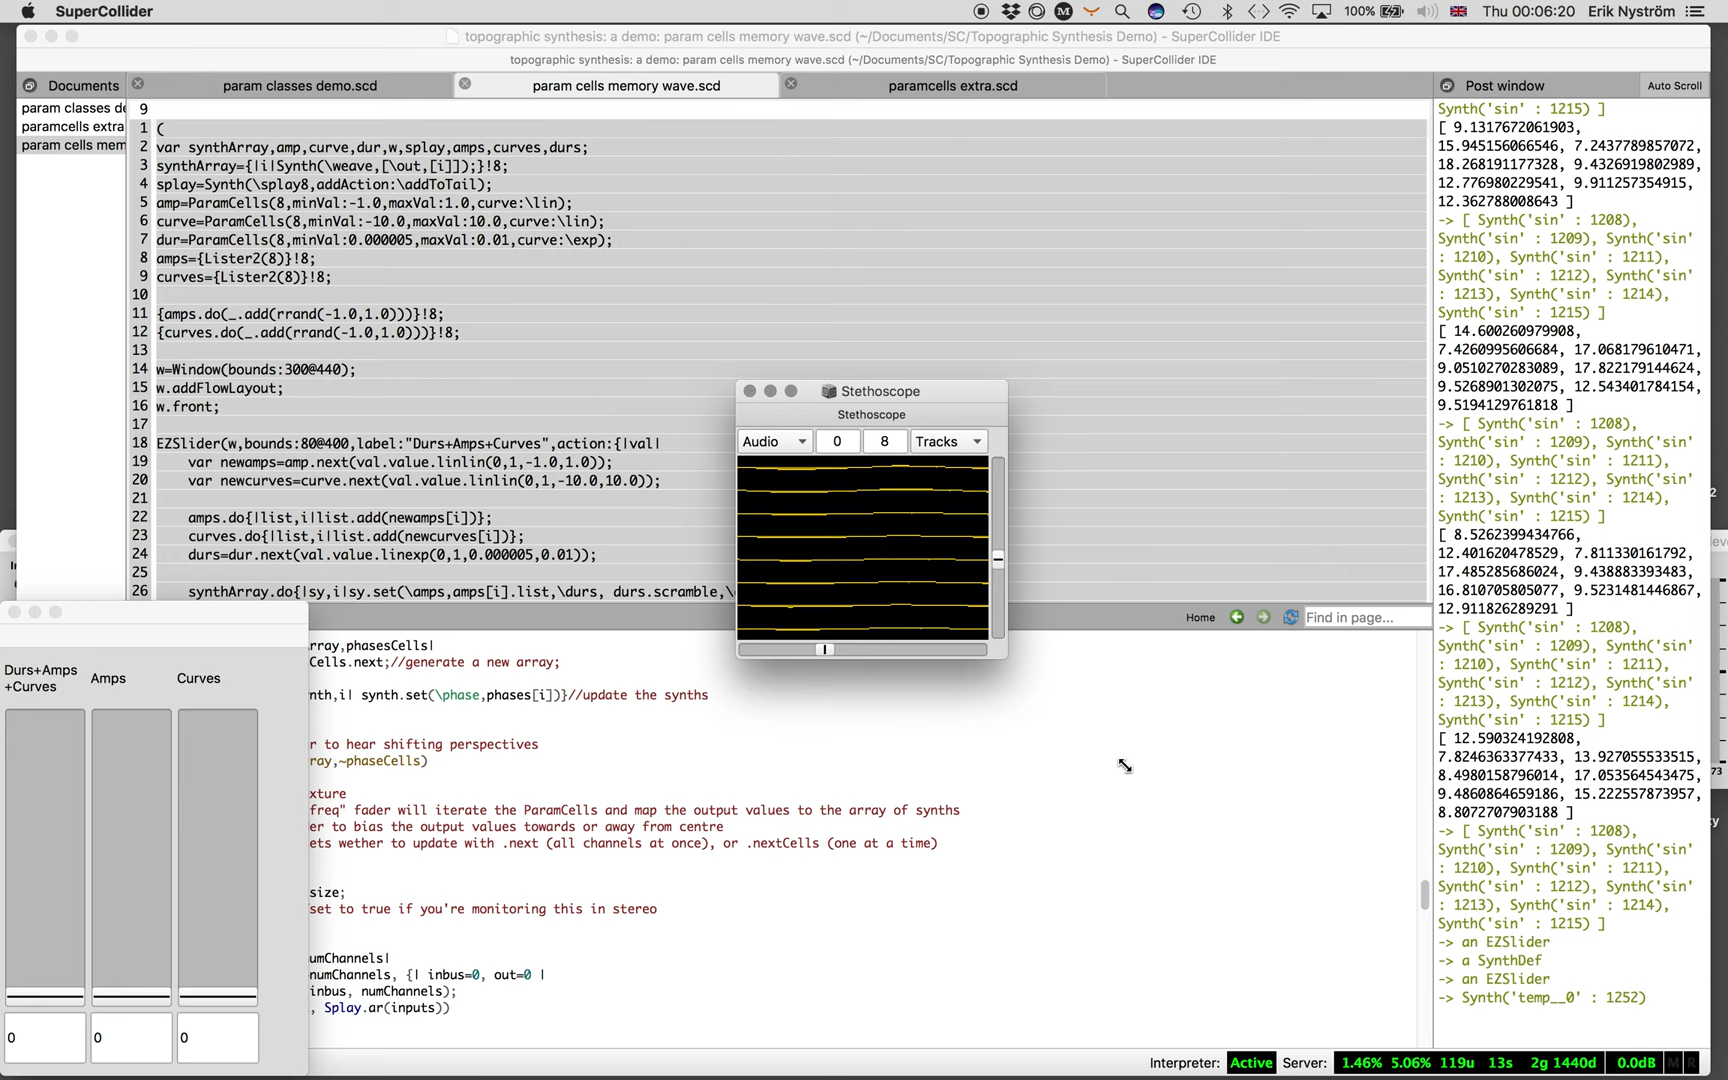 SuperCollider
100%
Thu 00:06:20 Erik Nyström
topographic synthesis: a demo: param cells memory wave.scd (~/Documents/SC/Topographic Synthesis Demo) - SuperCollider IDE
topographic synthesis: a demo: param cells memory wave.scd (~/Documents/SC/Topographic Synthesis Demo) - SuperCollider IDE
Documents
param classes demo.scd
param cells memory wave.scd
paramcells extra.scd
Post window
Auto Scroll
param classes de
paramcells extra
param cells mem
9
1 (
2 var synthArray,amp,curve,dur,w,splay,amps,curves,durs;
3 synthArray={|i|Synth(\weave,[\out,[i]]);}!8;
4 splay=Synth(\splay8,addAction:\addToTail);
5 amp=ParamCells(8,minVal:-1.0,maxVal:1.0,curve:\lin);
6 curve=ParamCells(8,minVal:-10.0,maxVal:10.0,curve:\lin);
7 dur=ParamCells(8,minVal:0.000005,maxVal:0.01,curve:\exp);
8 amps={Lister2(8)}!8;
9 curves={Lister2(8)}!8;
10
11 {amps.do(_.add(rrand(-1.0,1.0)))}!8;
12 {curves.do(_.add(rrand(-1.0,1.0)))}!8;
13
14 w=Window(bounds:300@440);
15 w.addFlowLayout;
16 w.front;
17
18 EZSlider(w,bounds:80@400,label:"Durs+Amps+Curves",action:{|val|
19 var newamps=amp.next(val.value.linlin(0,1,-1.0,1.0));
20 var newcurves=curve.next(val.value.linlin(0,1,-10.0,10.0));
21
22 amps.do{|list,i|list.add(newamps[i])};
23 curves.do{|list,i|list.add(newcurves[i])};
24 durs=dur.next(val.value.linexp(0,1,0.000005,0.01));
25
26 synthArray.do{|sy,i|sy.set(\amps,amps[i].list,\durs, durs.scramble,\
Stethoscope
Stethoscope
Audio 0 8 Tracks
Home
Find in page...
rray,phasesCells|
Cells.next;//generate a new array;
nth,i| synth.set(\phase,phases[i])}//update the synths
r to hear shifting perspectives
ray,~phaseCells)
xture
freq" fader will iterate the ParamCells and map the output values to the array of synths
er to bias the output values towards or away from centre
ets wether to update with .next (all channels at once), or .nextCells (one at a time)
size;
set to true if you're monitoring this in stereo
umChannels|
numChannels, {| inbus=0, out=0 |
inbus, numChannels);
, Splay.ar(inputs))
Durs+Amps
+Curves
Amps
Curves
0
0
0
Synth('sin' : 1215) ]
[ 9.1317672061903,
15.945156066546, 7.2437789857072,
18.268191177328, 9.4326919802989,
12.776980229541, 9.911257354915,
12.362788008643 ]
-> [ Synth('sin' : 1208),
Synth('sin' : 1209), Synth('sin'
: 1210), Synth('sin' : 1211),
Synth('sin' : 1212), Synth('sin'
: 1213), Synth('sin' : 1214),
Synth('sin' : 1215) ]
[ 14.600260979908,
7.4260995606684, 17.068179610471,
9.0510270283089, 17.822179144624,
9.5268901302075, 12.543401784154,
9.5194129761818 ]
-> [ Synth('sin' : 1208),
Synth('sin' : 1209), Synth('sin'
: 1210), Synth('sin' : 1211),
Synth('sin' : 1212), Synth('sin'
: 1213), Synth('sin' : 1214),
Synth('sin' : 1215) ]
[ 8.5262399434766,
12.401620478529, 7.811330161792,
17.485285686024, 9.438883393483,
16.810705805077, 9.5231481446867,
12.911826289291 ]
-> [ Synth('sin' : 1208),
Synth('sin' : 1209), Synth('sin'
: 1210), Synth('sin' : 1211),
Synth('sin' : 1212), Synth('sin'
: 1213), Synth('sin' : 1214),
Synth('sin' : 1215) ]
[ 12.590324192808,
7.8246363377433, 13.927055533515,
8.4980158796014, 17.053564543475,
9.4860864659186, 15.222557873957,
8.8072707903188 ]
-> [ Synth('sin' : 1208),
Synth('sin' : 1209), Synth('sin'
: 1210), Synth('sin' : 1211),
Synth('sin' : 1212), Synth('sin'
: 1213), Synth('sin' : 1214),
Synth('sin' : 1215) ]
-> an EZSlider
-> a SynthDef
-> an EZSlider
-> Synth('temp__0' : 1252)
Interpreter: Active Server: 1.46% 5.06% 119u 13s 2g 1440d 0.0dB M R